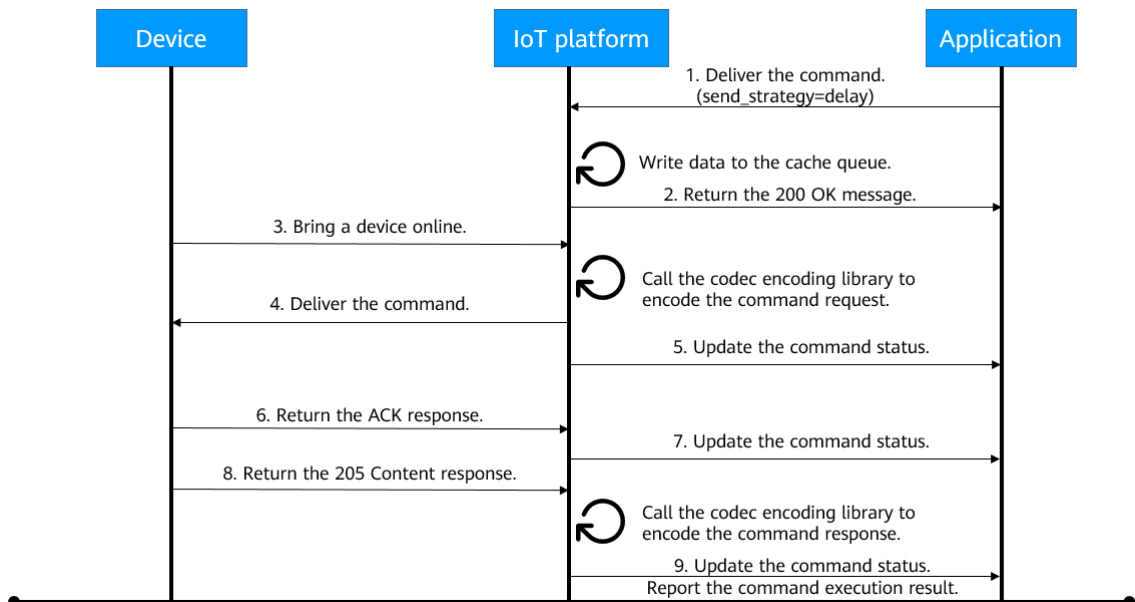 Device
IoT platform
Application
1. Deliver the command.
(send_strategy=delay)
Write data to the cache queue.
2. Return the 200 OK message.
3. Bring a device online.
Call the codec encoding library to
encode the command request.
4. Deliver the command.
5. Update the command status.
6. Return the ACK response.
7. Update the command status.
8. Return the 205 Content response.
Call the codec encoding library to
encode the command response.
9. Update the command status.
Report the command execution result.